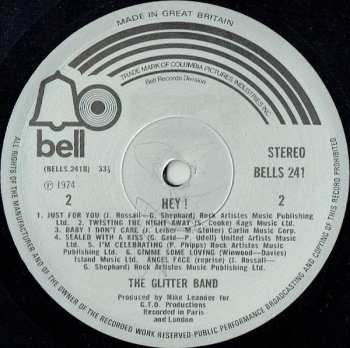 MADE IN GREAT BRITAIN
TRADE MARK OF COLUMBIA PICTURES INDUSTRIES INC.
Bell Records Division
bell
(BELLS.241B) 33⅓
STEREO
BELLS 241
℗ 1974
2
HEY !
2
1. JUST FOR YOU (J. Rossall-G. Shephard) Rock Artistes Music Publishing
Ltd. 2. TWISTING THE NIGHT AWAY (S. Cooke) Kags Music Ltd.
3. BABY I DON'T CARE (J. Leiber-M. Stoller) Carlin Music Corp.
4. SEALED WITH A KISS (G. Geld - P. Udell) United Artists Music
Ltd. 5. I'M CELEBRATING (P. Phipps) Rock Artistes Music
Publishing Ltd. 6. GIMME SOME LOVING (Winwood-Davies)
Island Music Ltd. ANGEL FACE (reprise) (J. Rossall-
G. Shephard) Rock Artistes Music Publishing Ltd.
THE GLITTER BAND
Produced by Mike Leander for
G.T.O. Productions
Recorded in Paris
and London
ALL RIGHTS OF THE MANUFACTURER AND OF THE OWNER OF THE RECORDED WORK RESERVED·PUBLIC PERFORMANCE BROADCASTING AND COPYING OF THIS RECORD PROHIBITED